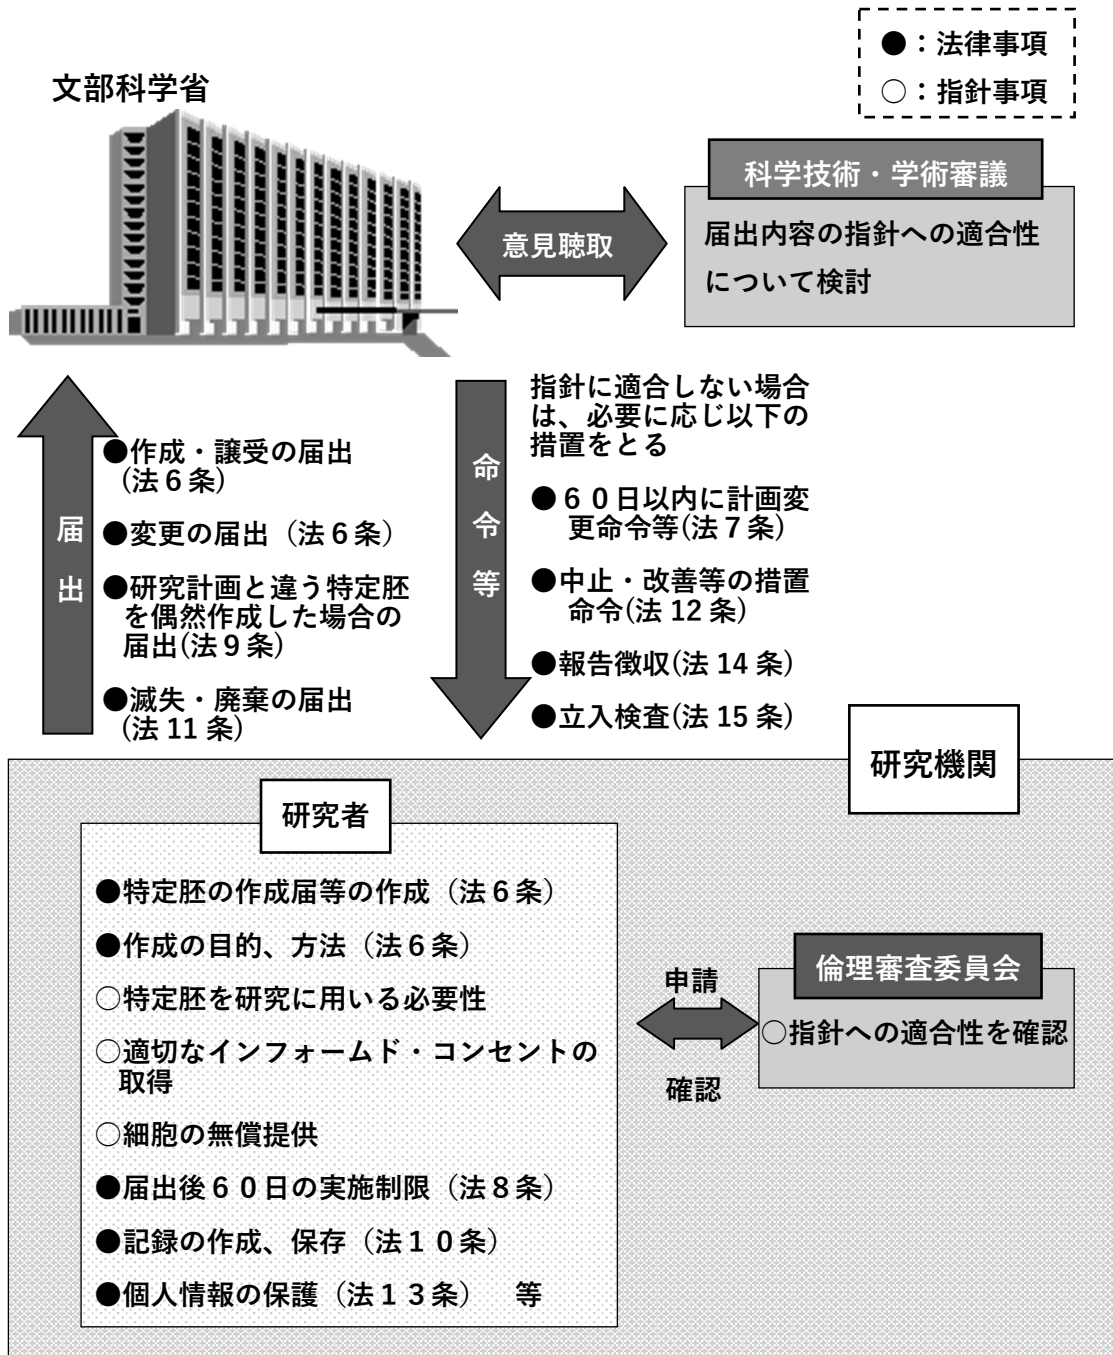 ●：法律事項
○：指針事項
文部科学省
科学技術・学術審議
届出内容の指針への適合性
について検討
意見聴取
届出
●作成・譲受の届出
(法６条)
●変更の届出（法６条）
●研究計画と違う特定胚
を偶然作成した場合の
届出(法９条)
●滅失・廃棄の届出
(法 11 条)
命令等
指針に適合しない場合
は、必要に応じ以下の
措置をとる
●６０日以内に計画変
更命令等(法７条)
●中止・改善等の措置
命令(法 12 条)
●報告徴収(法 14 条)
●立入検査(法 15 条)
研究機関
研究者
●特定胚の作成届等の作成（法６条）
●作成の目的、方法（法６条）
○特定胚を研究に用いる必要性
○適切なインフォームド・コンセントの
取得
○細胞の無償提供
●届出後６０日の実施制限（法８条）
●記録の作成、保存（法１０条）
●個人情報の保護（法１３条）　等
申請
確認
倫理審査委員会
○指針への適合性を確認